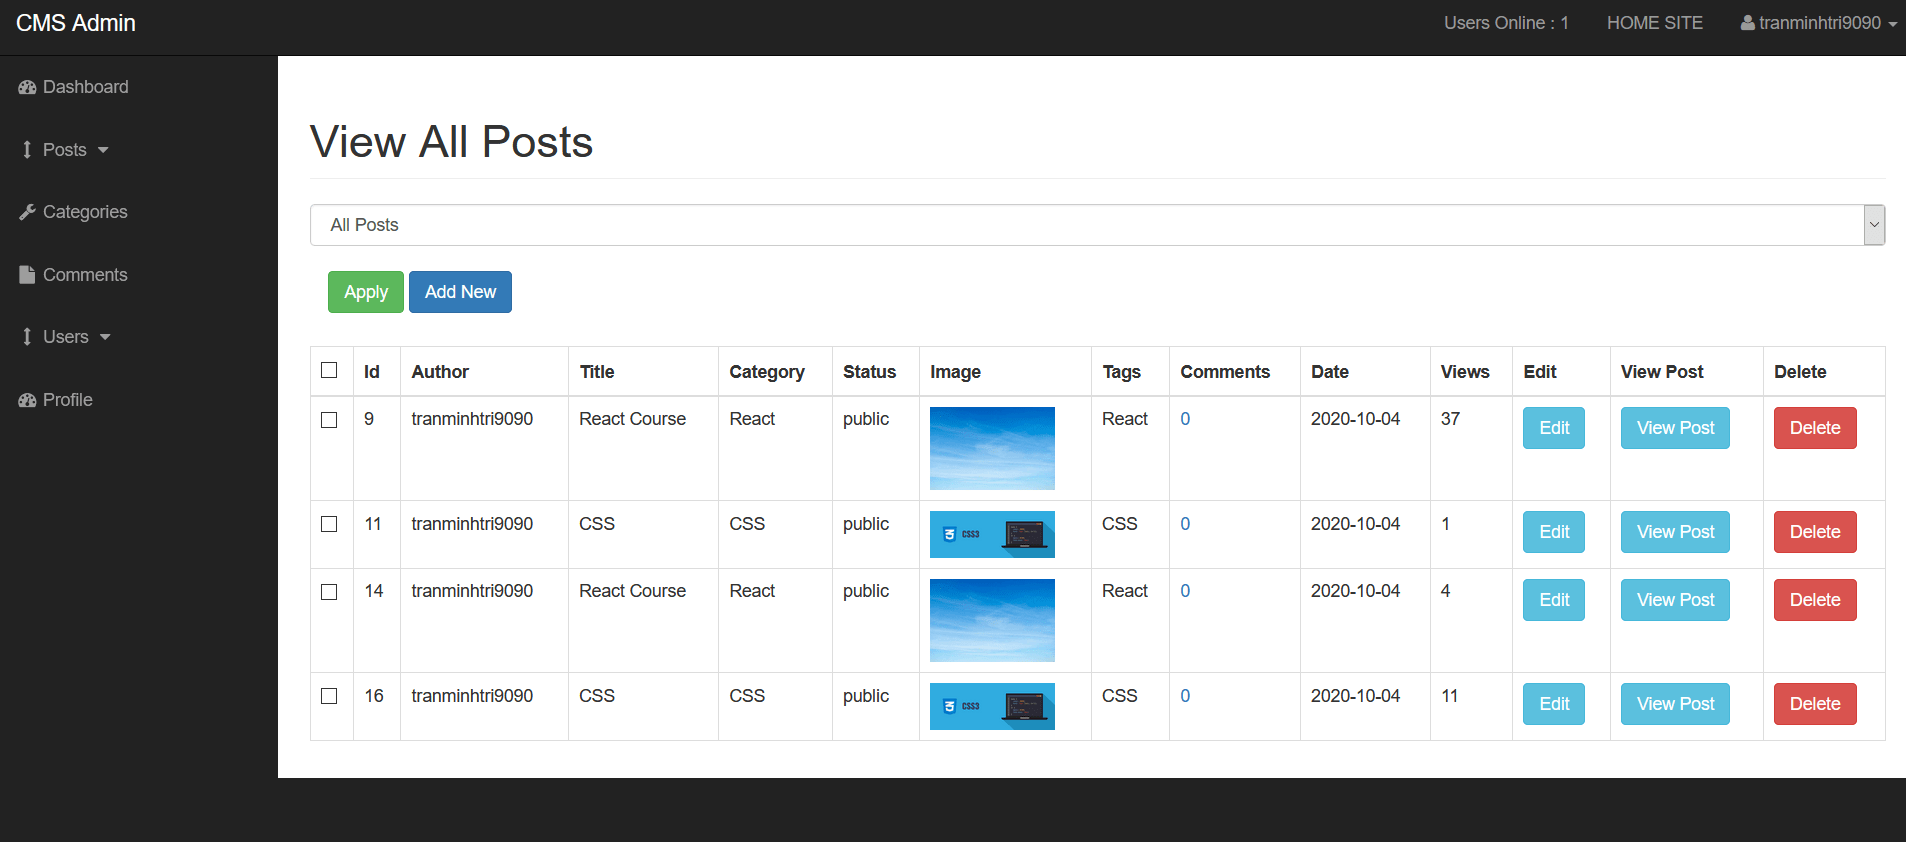 CMS Admin Users Online : 1 HOME SITE tranminhtri9090
Dashboard
Posts
Categories
Comments
Users
Profile
View All Posts
All Posts
Apply Add New
Id Author Title Category Status Image Tags Comments Date Views Edit View Post Delete
9 tranminhtri9090 React Course React public React 0 2020-10-04 37 Edit View Post Delete
11 tranminhtri9090 CSS CSS public CSS3 CSS 0 2020-10-04 1 Edit View Post Delete
14 tranminhtri9090 React Course React public React 0 2020-10-04 4 Edit View Post Delete
16 tranminhtri9090 CSS CSS public CSS3 CSS 0 2020-10-04 11 Edit View Post Delete